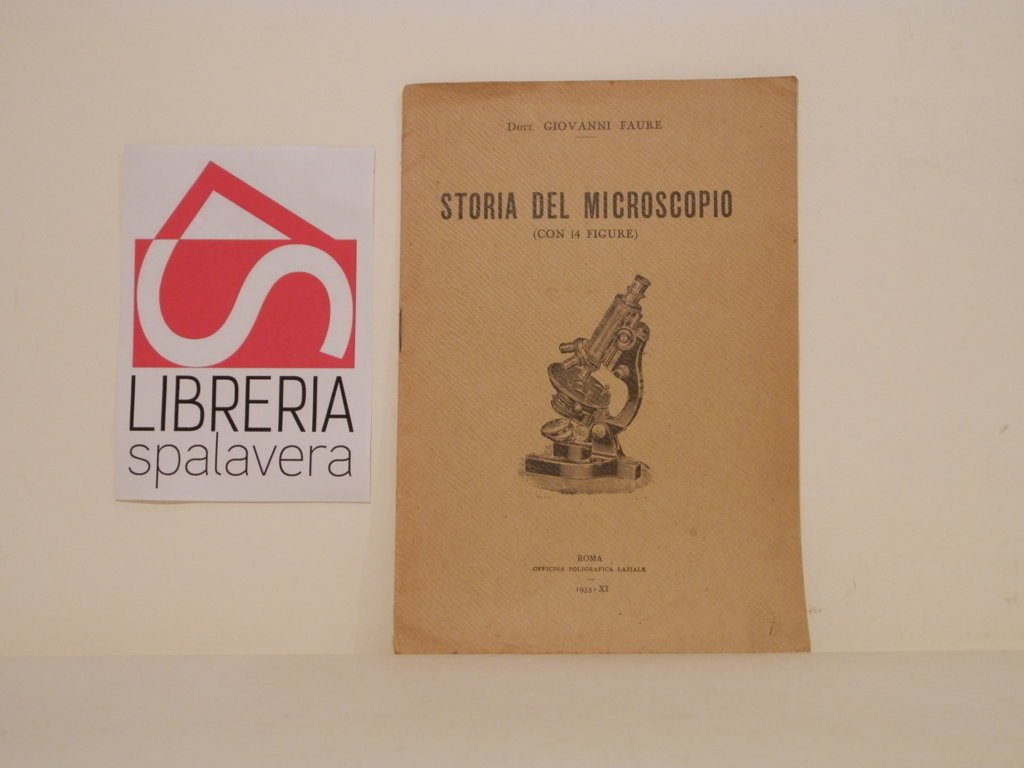 LIBRERIA
spalavera
Dott. GIOVANNI FAURE
STORIA DEL MICROSCOPIO
(CON 14 FIGURE)
ROMA
OFFICINA POLIGRAFICA LAZIALE
1933 - XI